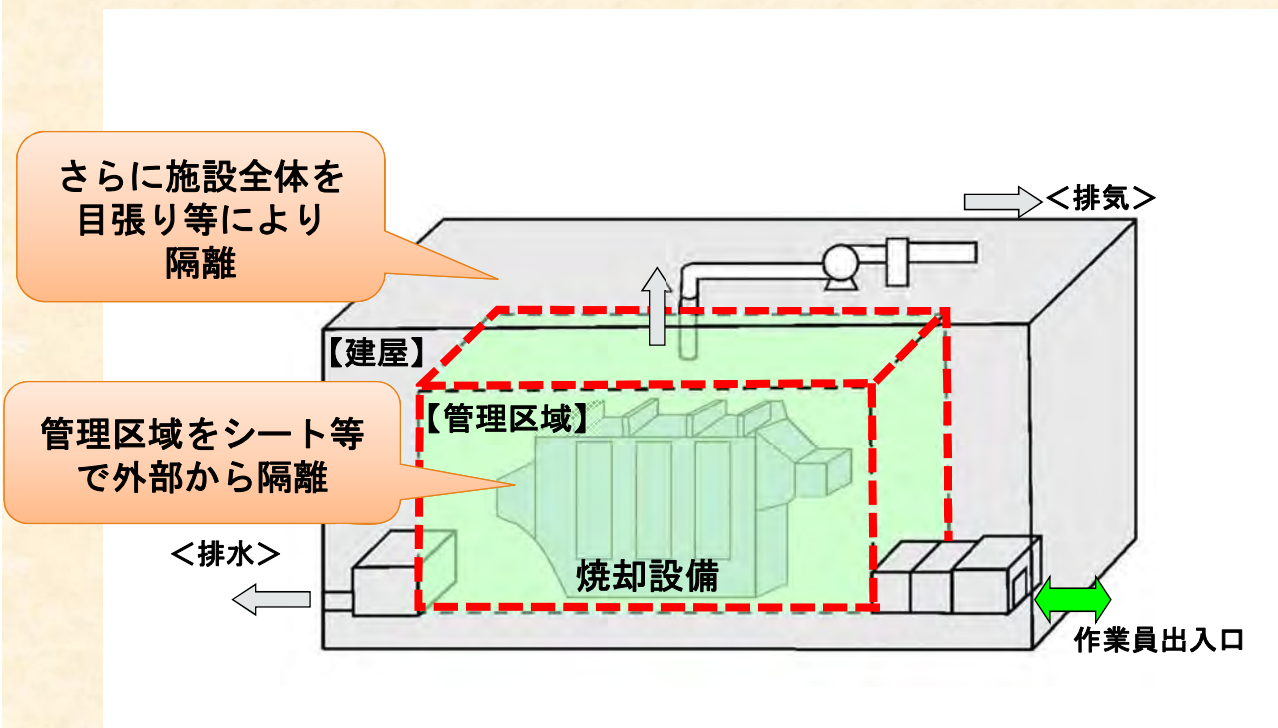 さらに施設全体を
目張り等により
隔離
＜排気＞
【建屋】
管理区域をシート等
で外部から隔離
【管理区域】
＜排水＞
焼却設備
作業員出入口